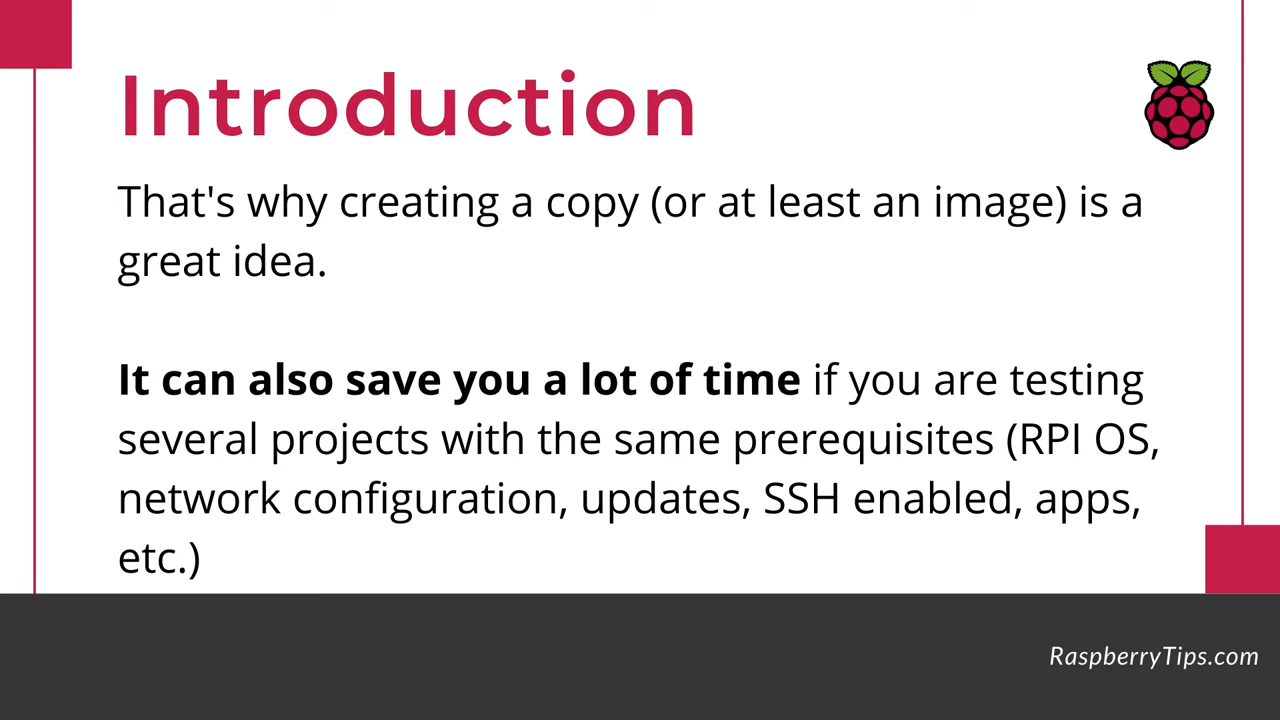 Introduction
That's why creating a copy (or at least an image) is a
great idea.
It can also save you a lot of time if you are testing
several projects with the same prerequisites (RPI OS,
network configuration, updates, SSH enabled, apps,
etc.)
RaspberryTips.com